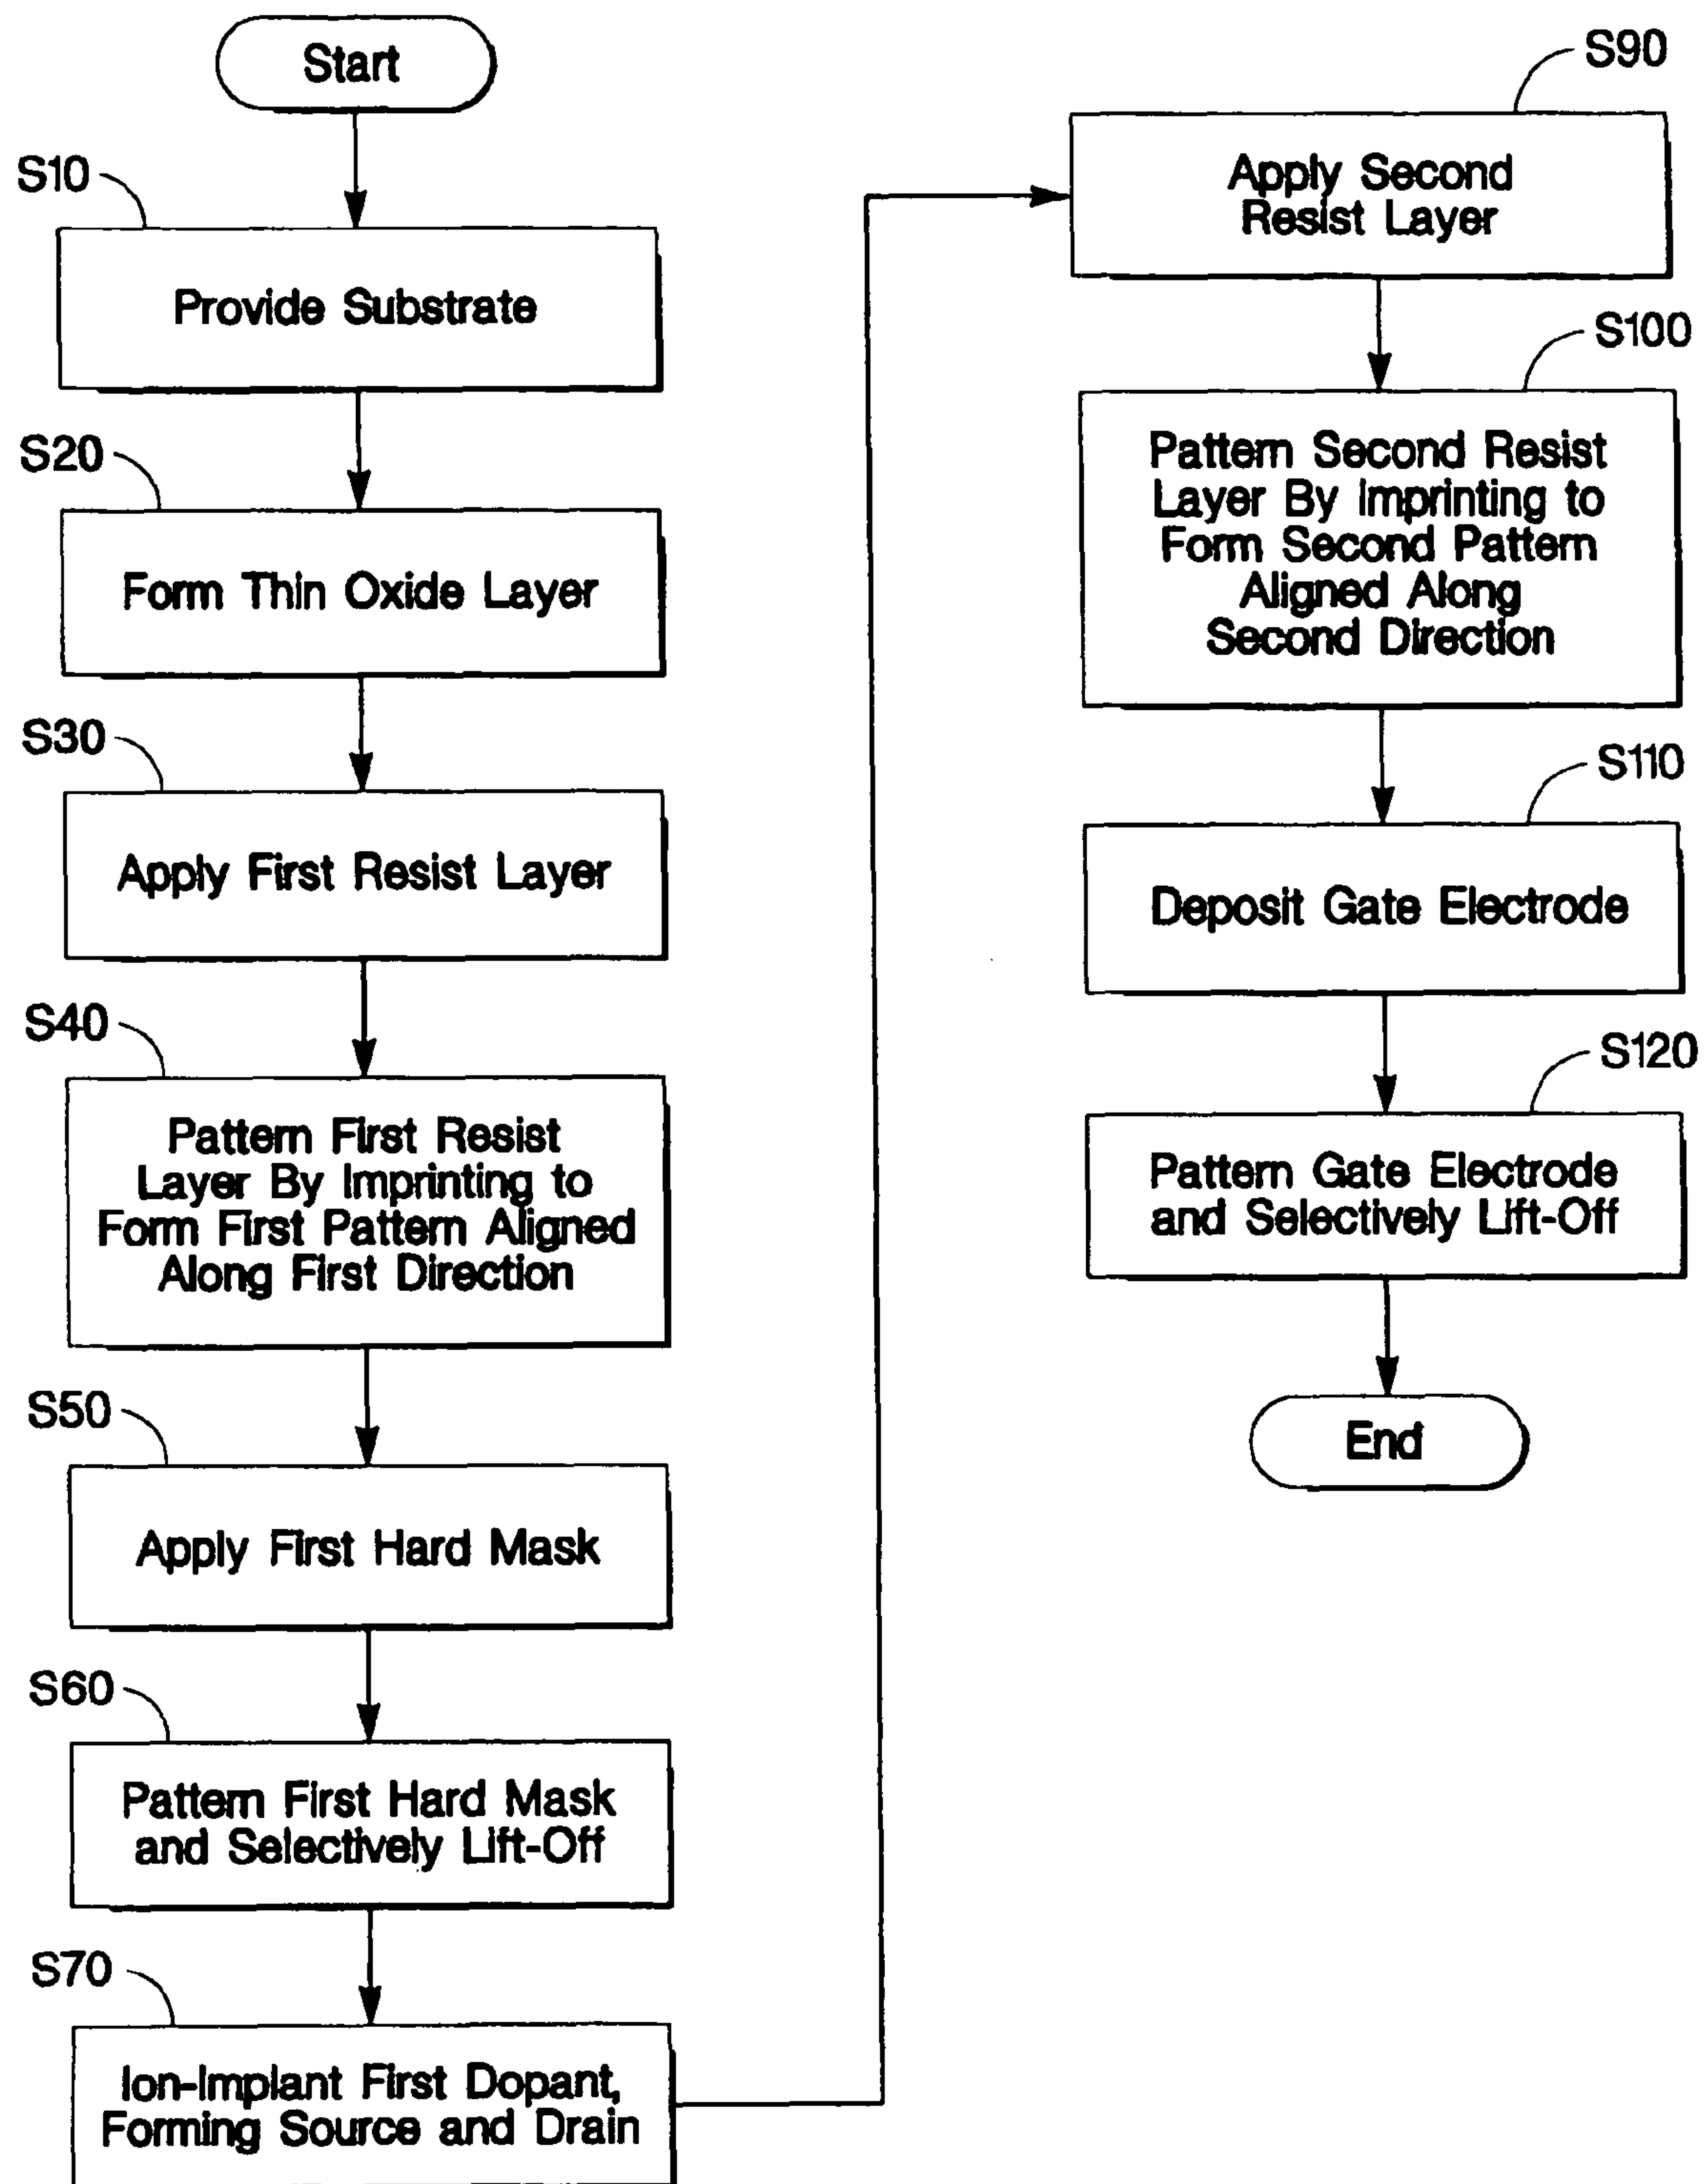 Start
S10
Provide Substrate
S20
Form Thin Oxide Layer
S30
Apply First Resist Layer
S40
Pattern First Resist
Layer By Imprinting to
Form First Pattern Aligned
Along First Direction
S50
Apply First Hard Mask
S60
Pattern First Hard Mask
and Selectively Lift-Off
S70
Ion-Implant First Dopant,
Forming Source and Drain
S90
Apply Second
Resist Layer
S100
Pattern Second Resist
Layer By Imprinting to
Form Second Pattern
Aligned Along
Second Direction
S110
Deposit Gate Electrode
S120
Pattern Gate Electrode
and Selectively Lift-Off
End